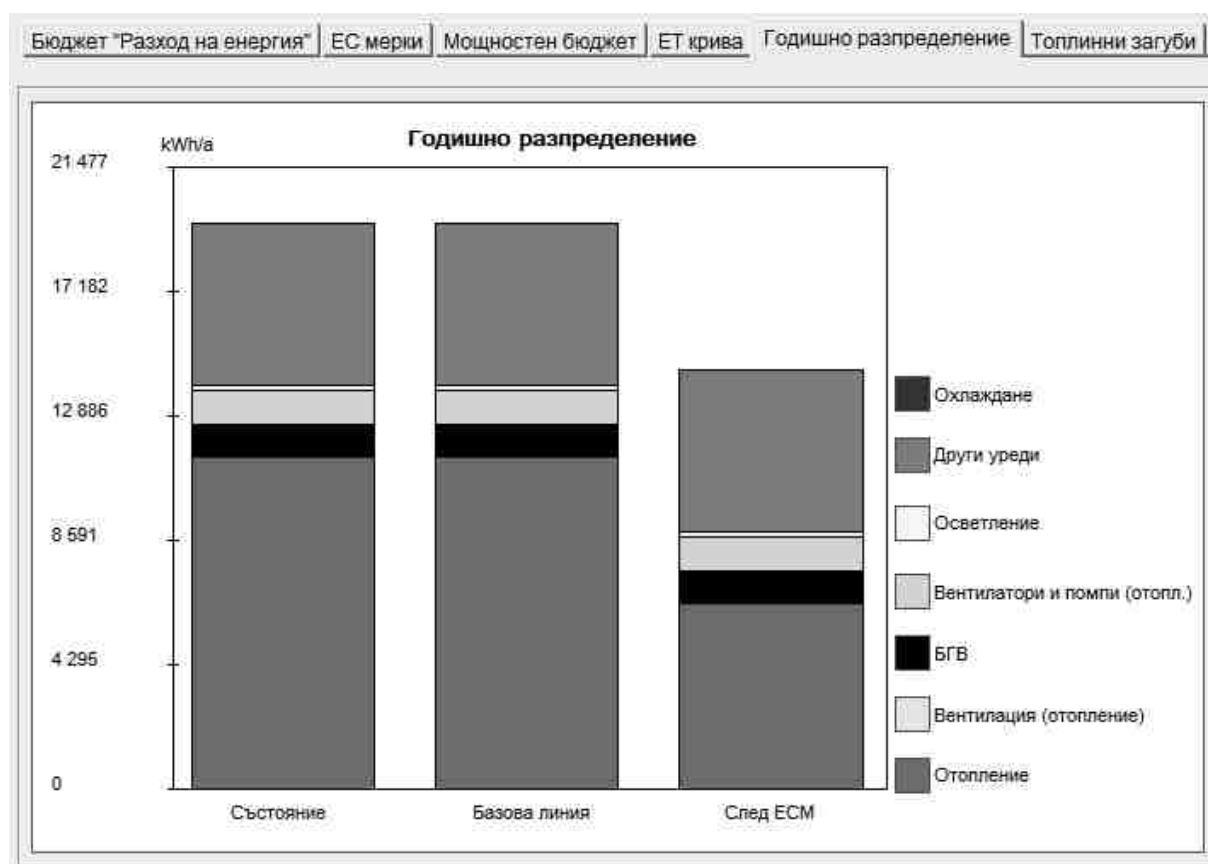 Бюджет "Разход на енергия" ЕС мерки Мощностен бюджет ЕТ крива Годишно разпределение Топлинни загуби
Годишно разпределение
kWh/a
21 477
17 182
12 886
8 591
4 295
0
Състояние Базова линия След ЕСМ
Охлаждане
Други уреди
Осветление
Вентилатори и помпи (отопл.)
БГВ
Вентилация (отопление)
Отопление